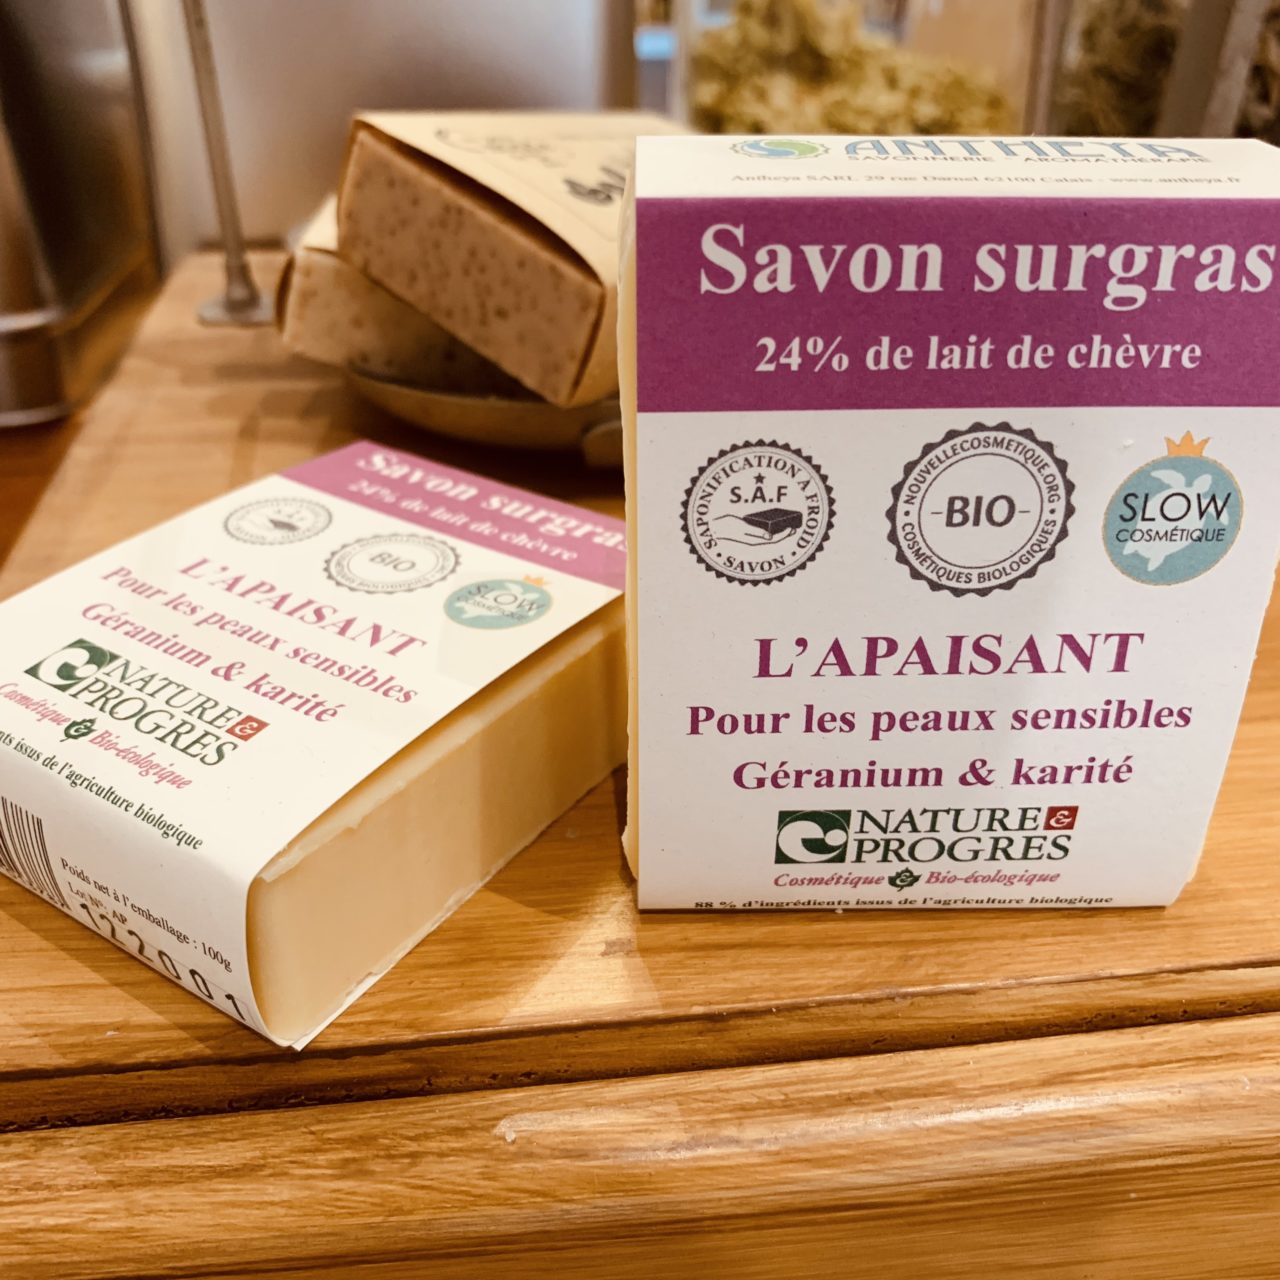 ANTHEYA
SAVONNERIE - AROMATHÉRAPIE
Antheya SARL 29 rue Darnel 62100 Calais - www.antheya.fr
Savon surgras
24% de lait de chèvre
SAPONIFICATION A FROID
S.A.F
• SAVON •
NOUVELLECOSMETIQUE.ORG
-BIO-
• COSMÉTIQUES BIOLOGIQUES •
SLOW
COSMÉTIQUE
L'APAISANT
Pour les peaux sensibles
Géranium & karité
NATURE &
PROGRES
Cosmétique Bio-écologique
88 % d'ingrédients issus de l'agriculture biologique
Savon surgras
24% de lait de chèvre
S.A.F
BIO
SLOW
COSMÉTIQUE
L'APAISANT
Pour les peaux sensibles
Géranium & karité
NATURE &
PROGRES
Cosmétique Bio-écologique
issus de l'agriculture biologique
Poids net à l'emballage : 100g
Lot N°: AP
122001